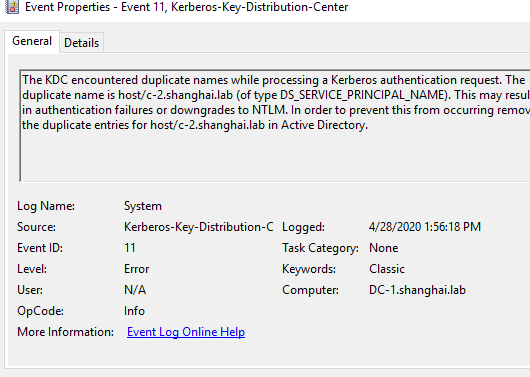 Event Properties - Event 11, Kerberos-Key-Distribution-Center
General
Details
The KDC encountered duplicate names while processing a Kerberos authentication request. The
duplicate name is host/c-2.shanghai.lab (of type DS_SERVICE_PRINCIPAL_NAME). This may resul
in authentication failures or downgrades to NTLM. In order to prevent this from occurring remov
the duplicate entries for host/c-2.shanghai.lab in Active Directory.
Log Name: System
Source: Kerberos-Key-Distribution-C Logged: 4/28/2020 1:56:18 PM
Event ID: 11 Task Category: None
Level: Error Keywords: Classic
User: N/A Computer: DC-1.shanghai.lab
OpCode: Info
More Information: Event Log Online Help